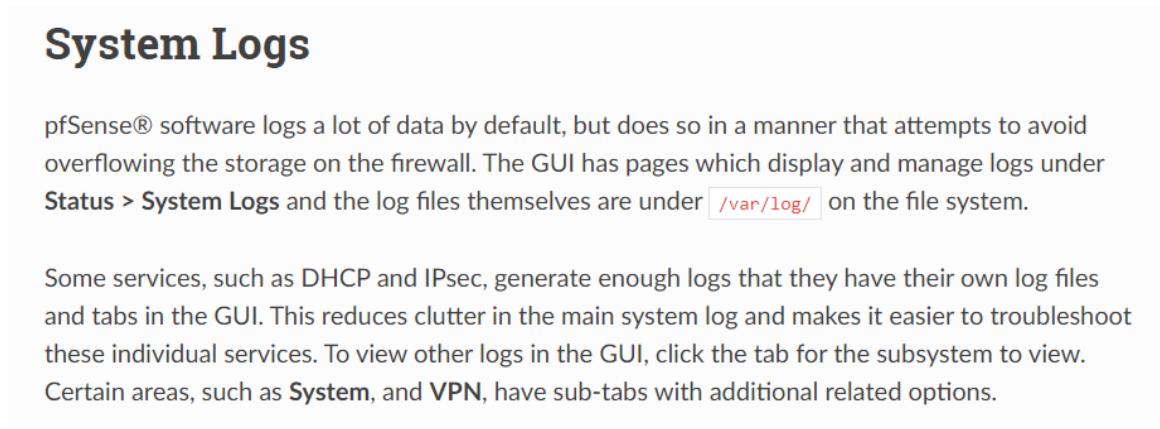 System Logs
pfSense® software logs a lot of data by default, but does so in a manner that attempts to avoid
overflowing the storage on the firewall. The GUI has pages which display and manage logs under
Status > System Logs and the log files themselves are under /var/log/ on the file system.
Some services, such as DHCP and IPsec, generate enough logs that they have their own log files
and tabs in the GUI. This reduces clutter in the main system log and makes it easier to troubleshoot
these individual services. To view other logs in the GUI, click the tab for the subsystem to view.
Certain areas, such as System, and VPN, have sub-tabs with additional related options.